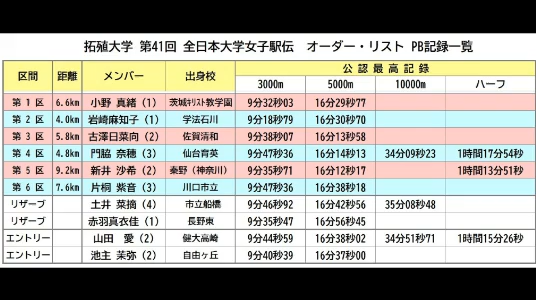 拓殖大学 第41回 全日本大学女子駅伝 オーダー・リスト PB記録一覧
区間 距離 メンバー 出身校 公認最高記録
3000m 5000m 10000m ハーフ
第1区 6.6km 小野 真緒(1) 茨城ｷﾘｽﾄ教学園 9分32秒03 16分29秒77
第2区 4.0km 岩崎麻知子(1) 学法石川 9分18秒79 16分30秒70
第3区 5.8km 古澤日菜向(2) 佐賀清和 9分38秒07 16分13秒58
第4区 4.8km 門脇 奈穂(3) 仙台育英 9分47秒36 16分14秒13 34分09秒23 1時間17分54秒
第5区 9.2km 新井 沙希(2) 秦野(神奈川) 9分35秒71 16分12秒17 1時間13分51秒
第6区 7.6km 片桐 紫音(3) 川口市立 9分47秒36 16分38秒18
リザーブ 土井 菜摘(4) 市立船橋 9分46秒92 16分42秒56 35分08秒48
リザーブ 赤羽真衣佳(1) 長野東 9分35秒47 16分56秒45
エントリー 山田 愛(2) 健大高崎 9分44秒59 16分38秒02 34分51秒71 1時間15分26秒
エントリー 池主 茉弥(2) 自由ヶ丘 9分40秒39 16分37秒00